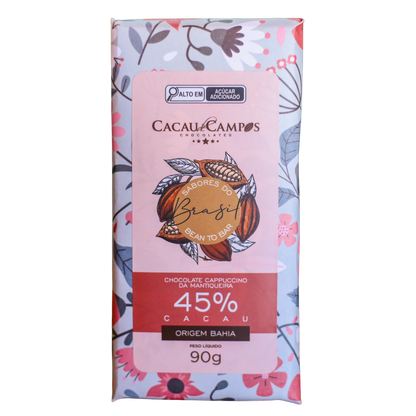 ALTO EM
AÇÚCAR
ADICIONADO
CACAU & CAMPOS
CHOCOLATES
SABORES DO
Brasil
BEAN TO BAR
CHOCOLATE CAPPUCCINO
DA MANTIQUEIRA
45%
CACAU
ORIGEM BAHIA
PESO LÍQUIDO
90g